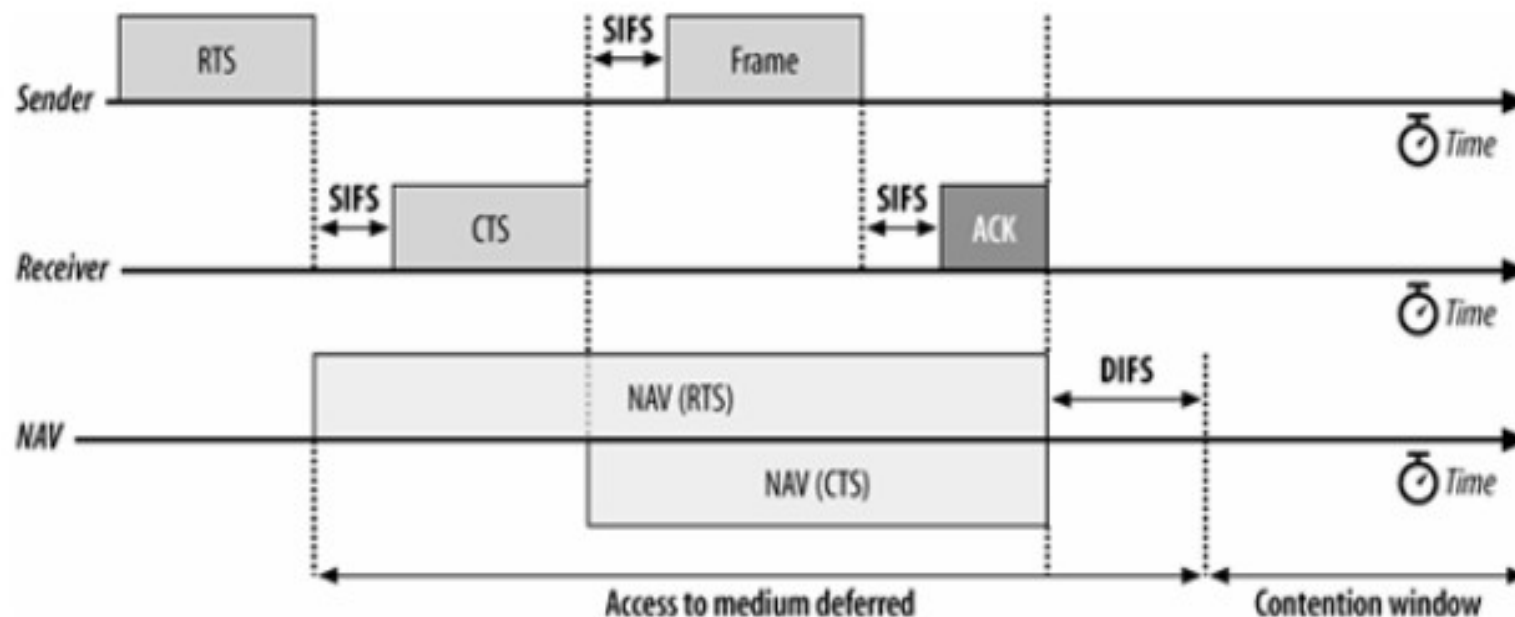 SIFS
RTS
Frame
Sender
Time
SIFS
SIFS
CTS
ACK
Receiver
Time
DIFS
NAV (RTS)
NAV
NAV (CTS)
Time
Access to medium deferred
Contention window